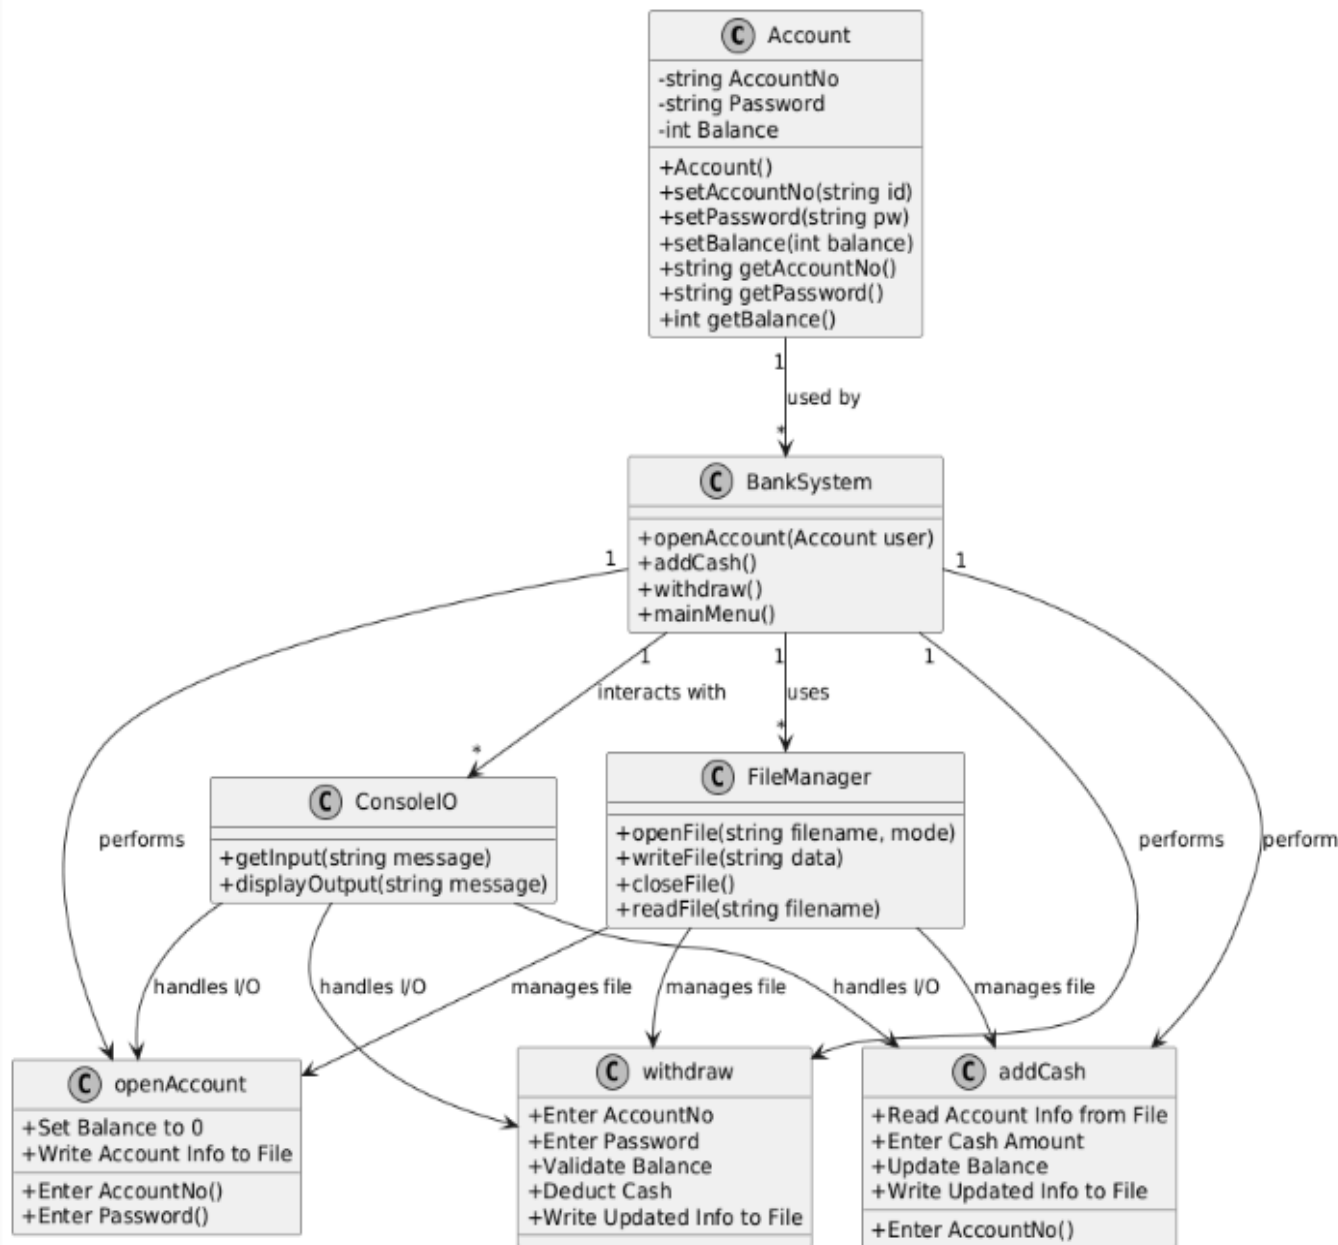 C Account
-string AccountNo
-string Password
-int Balance
+Account()
+setAccountNo(string id)
+setPassword(string pw)
+setBalance(int balance)
+string getAccountNo()
+string getPassword()
+int getBalance()
1
used by
*
C BankSystem
+openAccount(Account user)
+addCash()
+withdraw()
+mainMenu()
1
1
1
1
1
interacts with
uses
*
*
C ConsoleIO
+getInput(string message)
+displayOutput(string message)
C FileManager
+openFile(string filename, mode)
+writeFile(string data)
+closeFile()
+readFile(string filename)
performs
performs
perform
handles I/O
handles I/O
manages file
manages file
handles I/O
manages file
C openAccount
+Set Balance to 0
+Write Account Info to File
+Enter AccountNo()
+Enter Password()
C withdraw
+Enter AccountNo
+Enter Password
+Validate Balance
+Deduct Cash
+Write Updated Info to File
C addCash
+Read Account Info from File
+Enter Cash Amount
+Update Balance
+Write Updated Info to File
+Enter AccountNo()